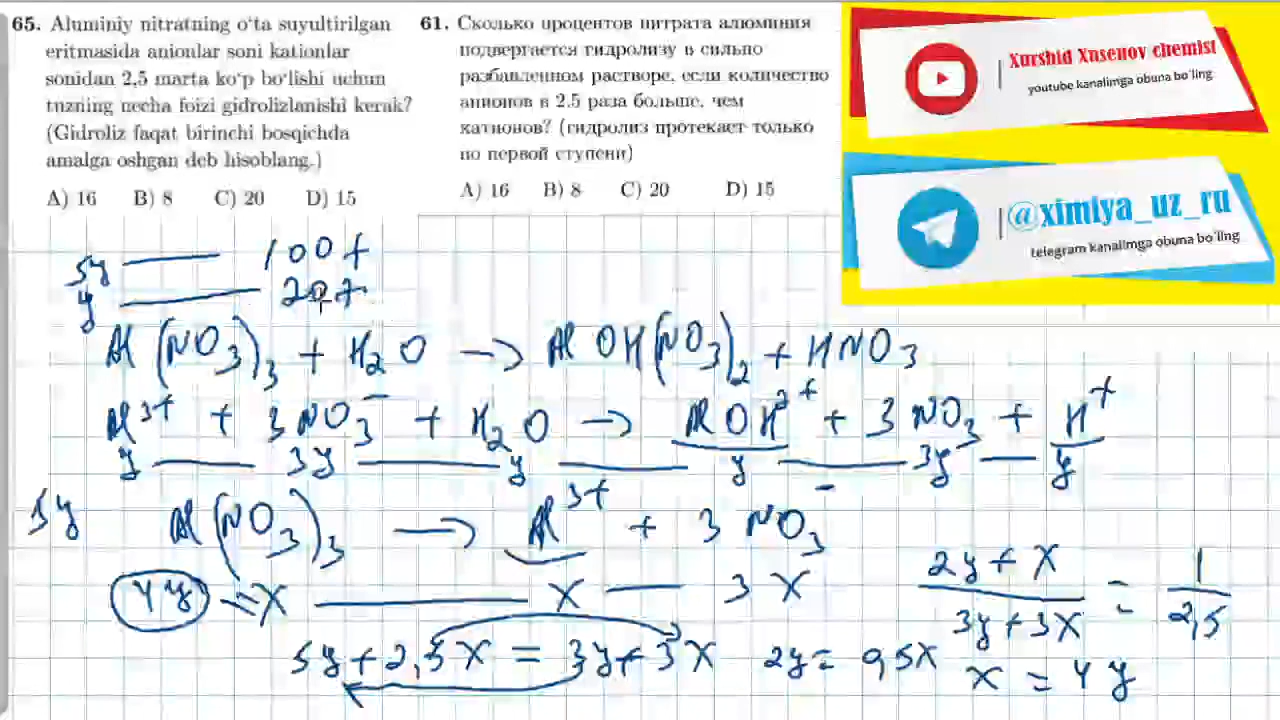 65. Aluminiy nitratning o‘ta suyultirilgan
eritmasida anionlar soni kationlar
sonidan 2,5 marta ko‘p bo‘lishi uchun
tuzning necha foizi gidrolizlanishi kerak?
(Gidroliz faqat birinchi bosqichda
amalga oshgan deb hisoblang.)
A) 16 B) 8 C) 20 D) 15
61. Сколько процентов нитрата алюминия
подвергается гидролизу в сильно
разбавленном растворе, если количество
анионов в 2.5 раза больше, чем
катионов? (гидролиз протекает только
по первой ступени)
A) 16 B) 8 C) 20 D) 15
Xurshid Xusenov chemist
youtube kanalimga obuna bo`ling
@ximiya_uz_ru
telegram kanalimga obuna bo`ling
5y — 100%
y — 20%
Al(NO₃)₃ + H₂O → AlOH(NO₃)₂ + HNO₃
Al³⁺ + 3NO₃⁻ + H₂O → AlOH²⁺ + 3NO₃⁻ + H⁺
y — 3y — y — y — 3y — y
5y Al(NO₃)₃ → Al³⁺ + 3NO₃⁻
4y = x — x — 3x
(2y + x)/(3y + 3x) = 1/2,5
5y + 2,5x = 3y + 3x 2y = 0,5x x = 4y